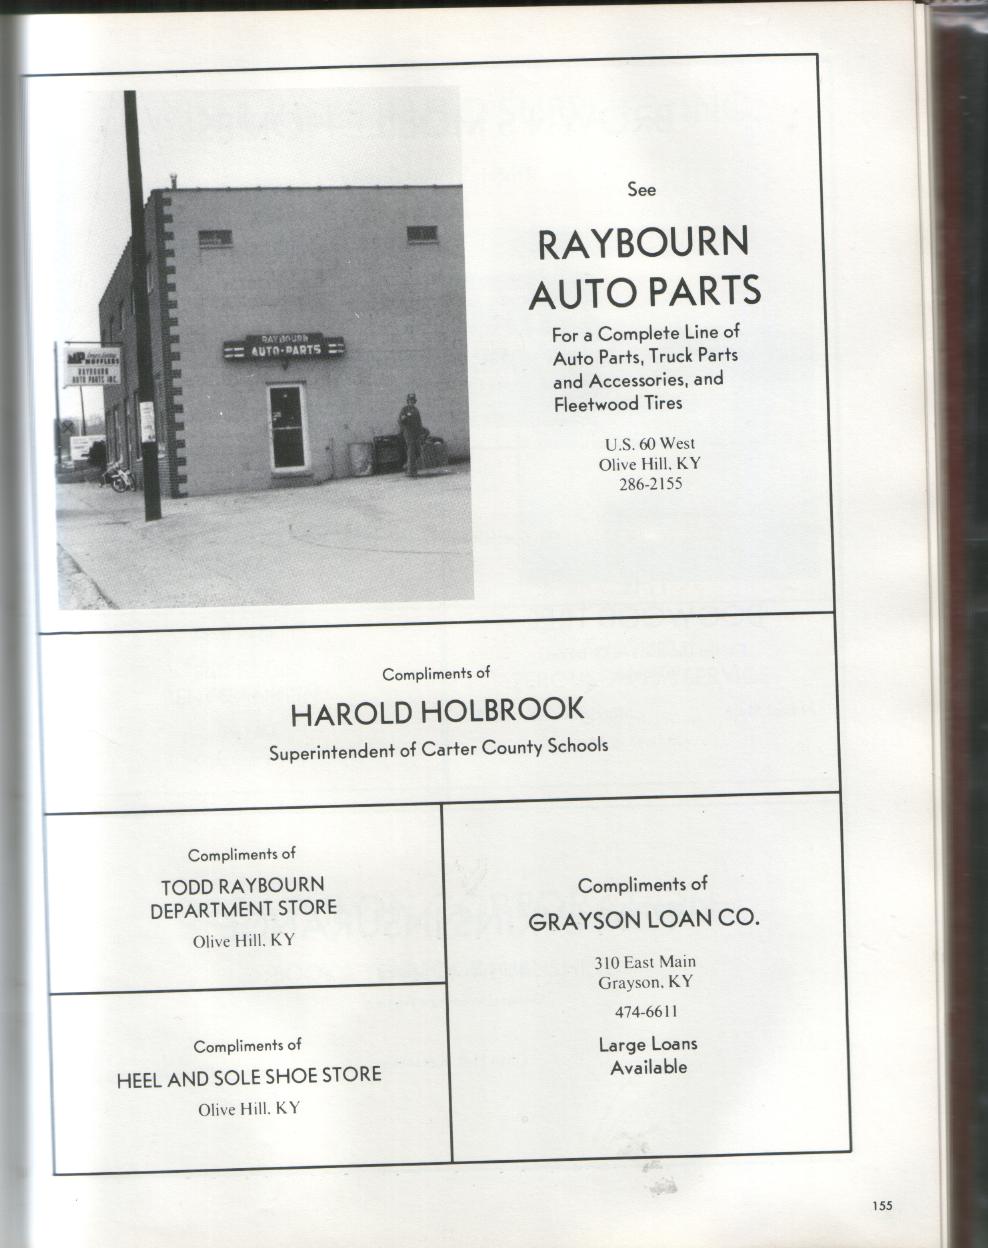 RAYBOURN
AUTO-PARTS
MP
MUFFLERS
RAYBOURN
AUTO PARTS INC.
See
RAYBOURN
AUTO PARTS
For a Complete Line of
Auto Parts, Truck Parts
and Accessories, and
Fleetwood Tires
U.S. 60 West
Olive Hill, KY
286-2155
Compliments of
HAROLD HOLBROOK
Superintendent of Carter County Schools
Compliments of
TODD RAYBOURN
DEPARTMENT STORE
Olive Hill, KY
Compliments of
HEEL AND SOLE SHOE STORE
Olive Hill, KY
Compliments of
GRAYSON LOAN CO.
310 East Main
Grayson, KY
474-6611
Large Loans
Available
155